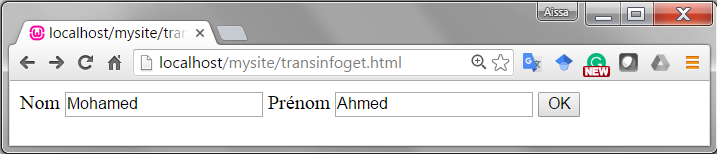 Aissa
localhost/mysite/tran
localhost/mysite/transinfoget.html
NEW
Nom Mohamed Prénom Ahmed OK